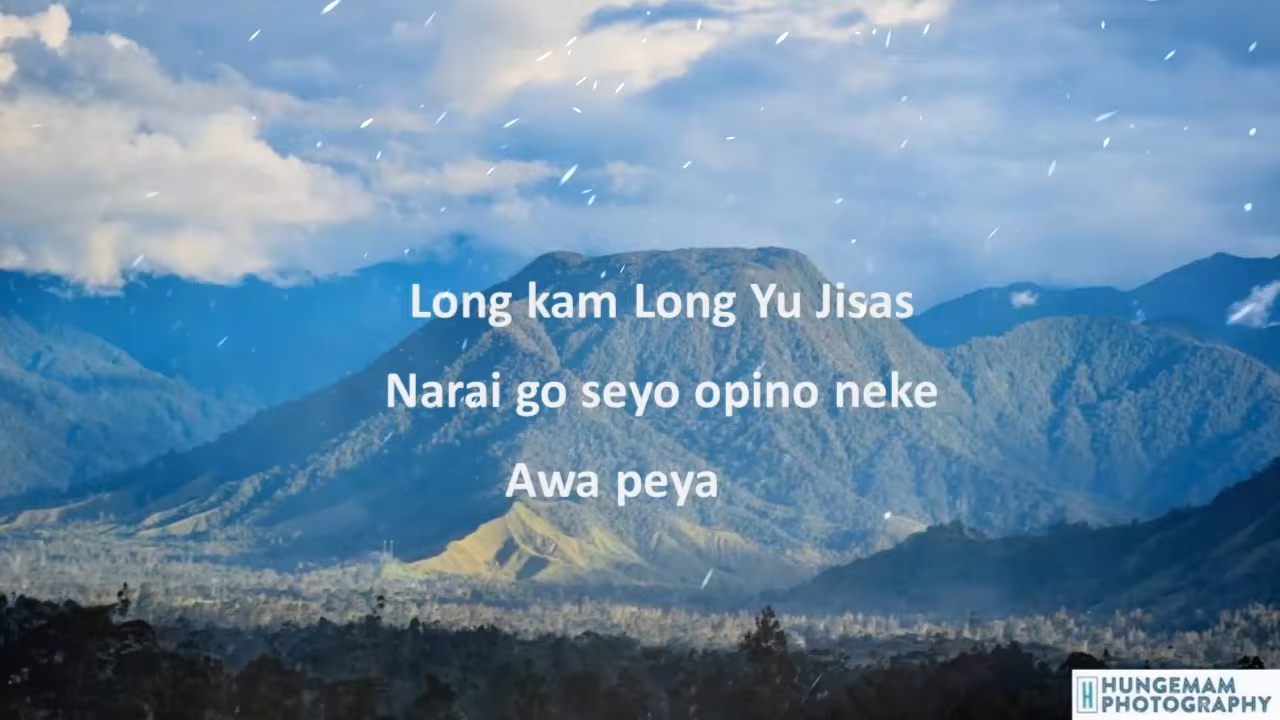 Long kam Long Yu Jisas
Narai go seyo opino neke
Awa peya
HUNGEMAM
PHOTOGRAPHY